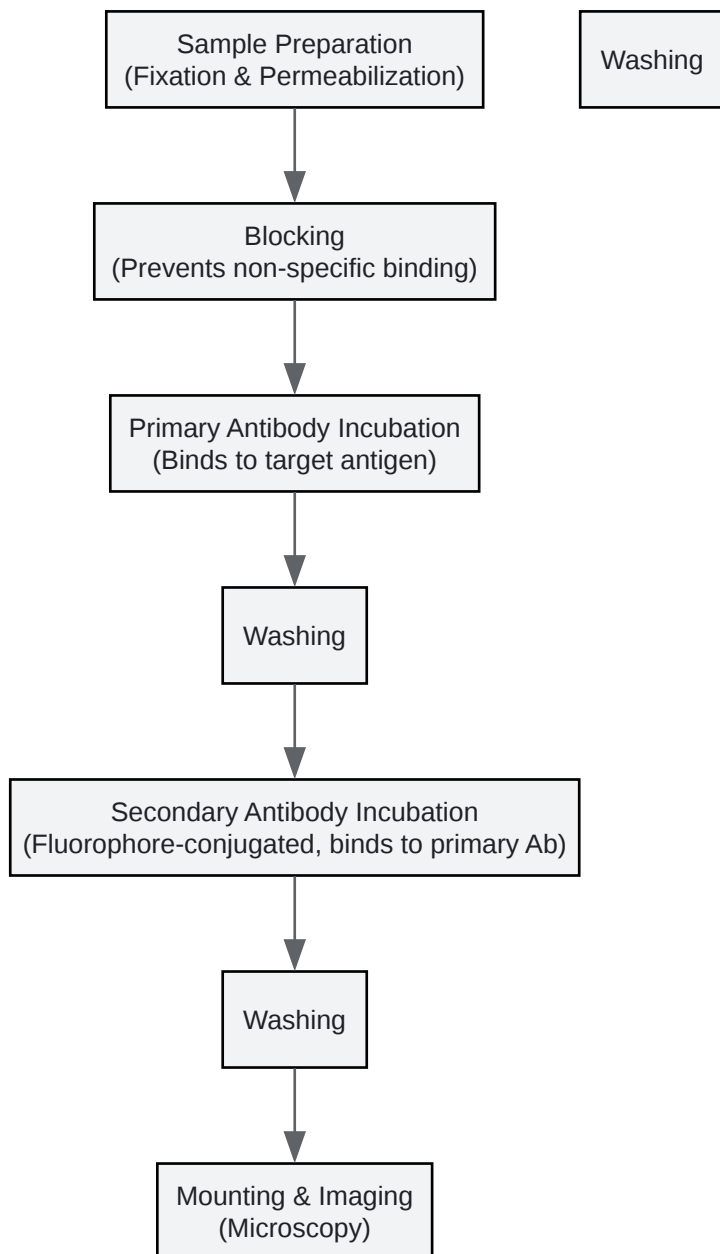 Sample Preparation
(Fixation & Permeabilization)
Washing
Blocking
(Prevents non-specific binding)
Primary Antibody Incubation
(Binds to target antigen)
Washing
Secondary Antibody Incubation
(Fluorophore-conjugated, binds to primary Ab)
Washing
Mounting & Imaging
(Microscopy)